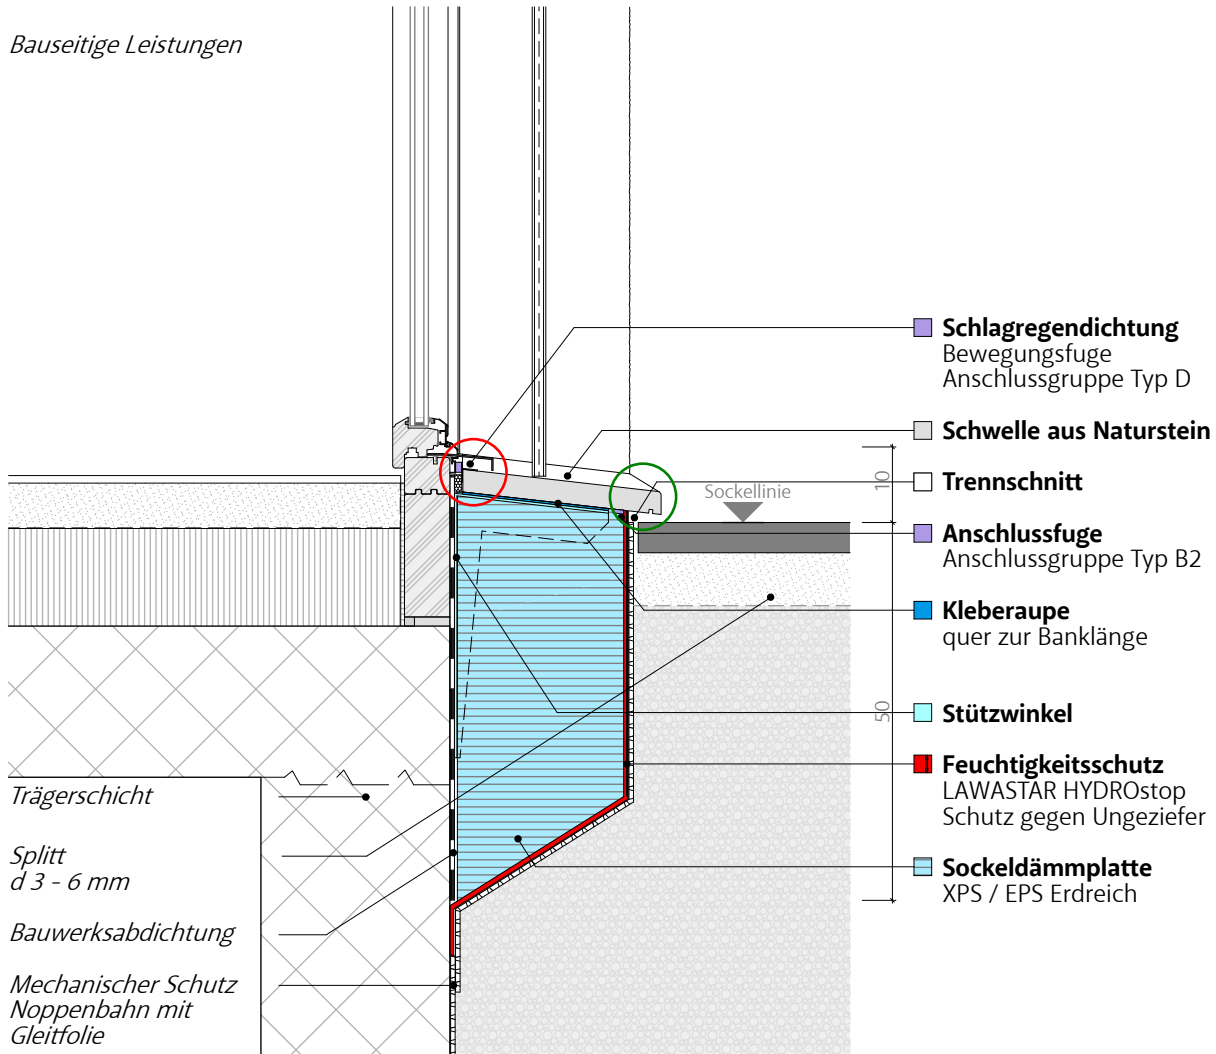 Bauseitige Leistungen
Schlagregendichtung
Bewegungsfuge
Anschlussgruppe Typ D
Schwelle aus Naturstein
10
Trennschnitt
Sockellinie
Anschlussfuge
Anschlussgruppe Typ B2
Kleberaupe
quer zur Banklänge
50
Stützwinkel
Feuchtigkeitsschutz
LAWASTAR HYDROstop
Schutz gegen Ungeziefer
Sockeldämmplatte
XPS / EPS Erdreich
Trägerschicht
Splitt
d 3 - 6 mm
Bauwerksabdichtung
Mechanischer Schutz
Noppenbahn mit
Gleitfolie